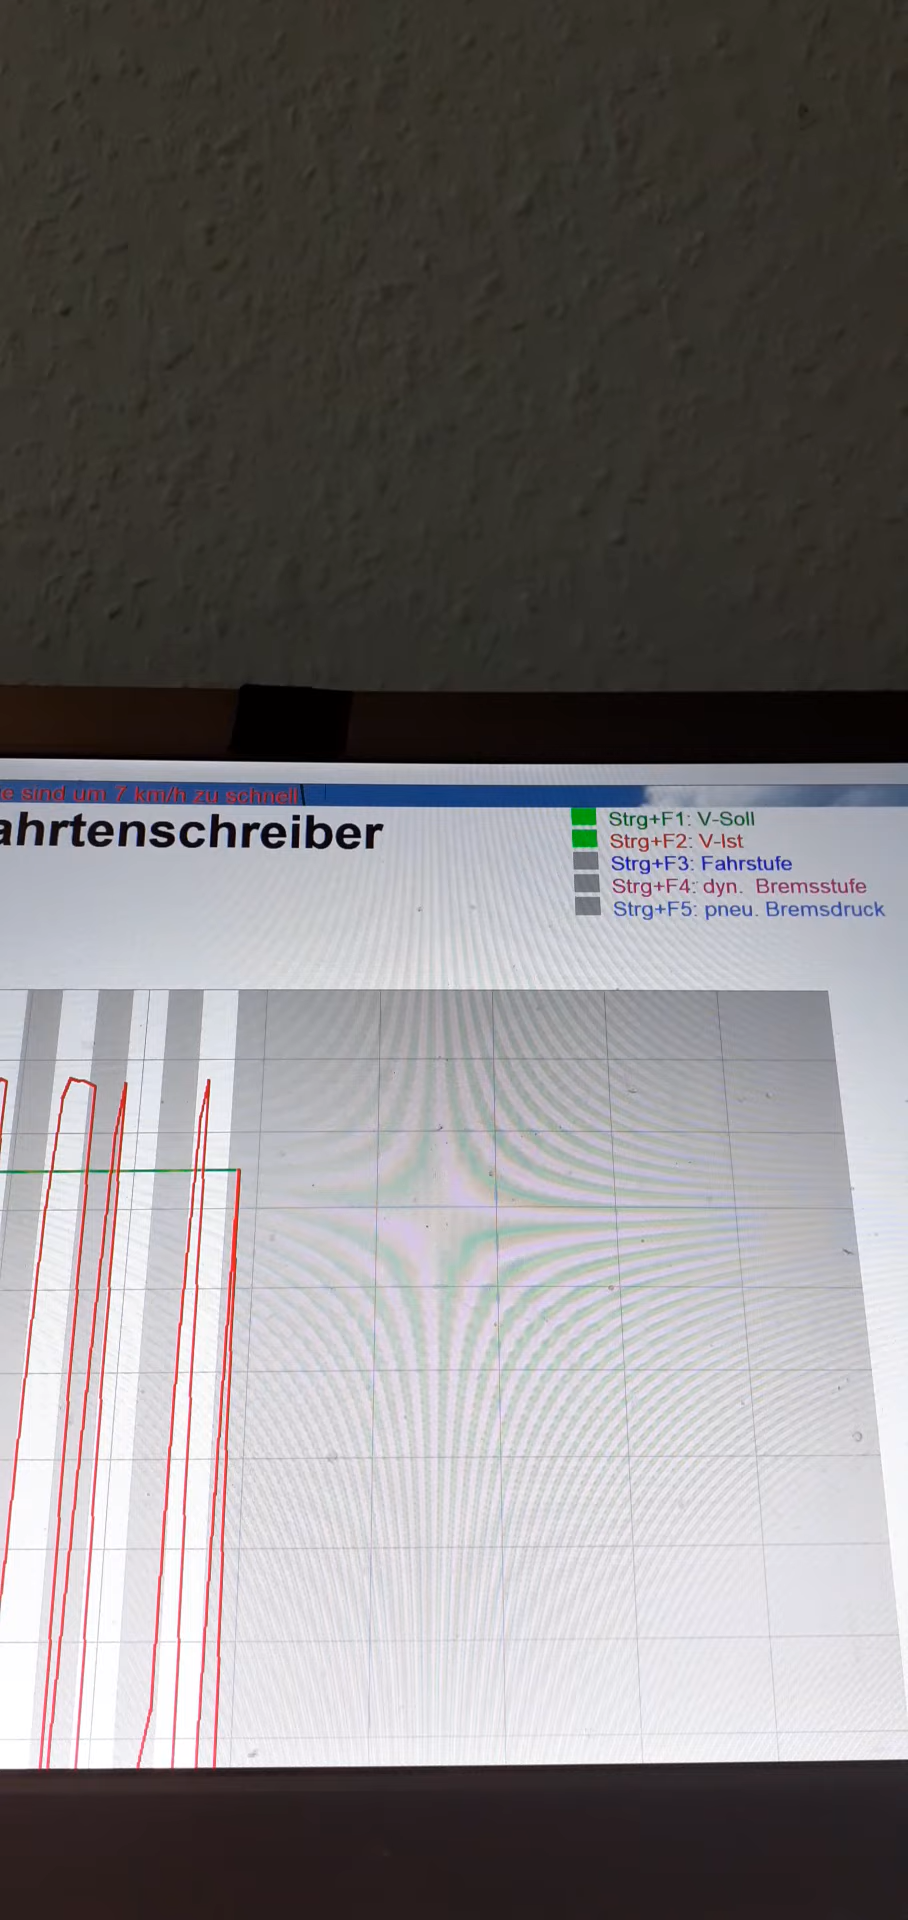 e sind um 7 km/h zu schnell
ahrtenschreiber
Strg+F1: V-Soll
Strg+F2: V-Ist
Strg+F3: Fahrstufe
Strg+F4: dyn. Bremsstufe
Strg+F5: pneu. Bremsdruck